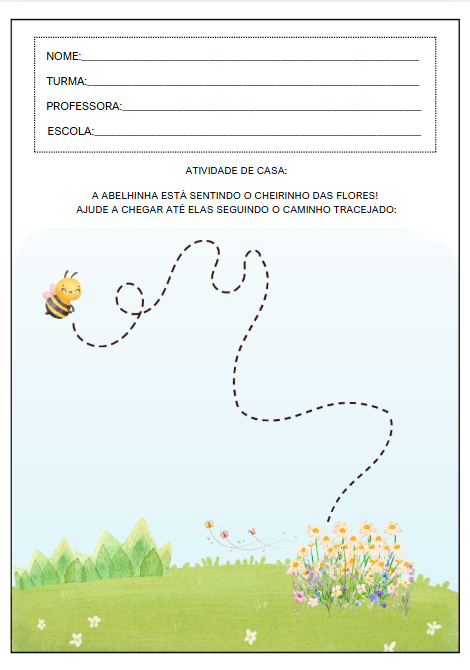 NOME:
TURMA:
PROFESSORA:
ESCOLA:
ATIVIDADE DE CASA:
A ABELHINHA ESTÁ SENTINDO O CHEIRINHO DAS FLORES!
AJUDE A CHEGAR ATÉ ELAS SEGUINDO O CAMINHO TRACEJADO: